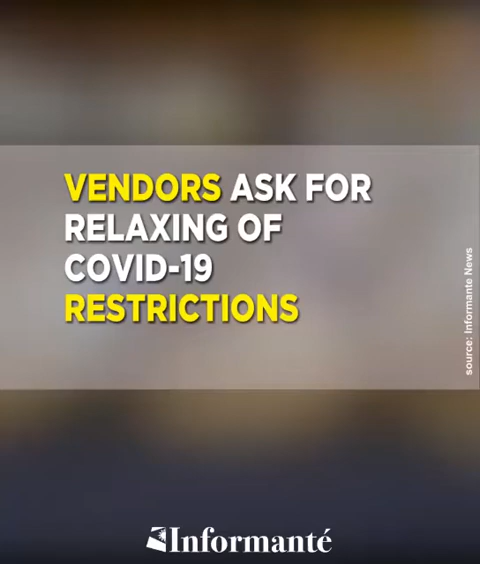 VENDORS ASK FOR
RELAXING OF
COVID-19
RESTRICTIONS
source: Informante News
Informanté